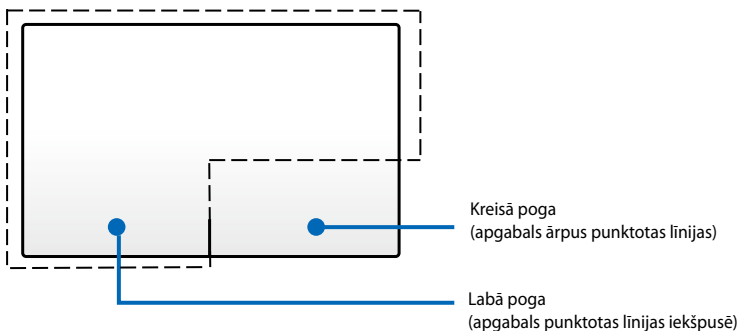 Kreisā poga
(apgabals ārpus punktotas līnijas)
Labā poga
(apgabals punktotas līnijas iekšpusē)